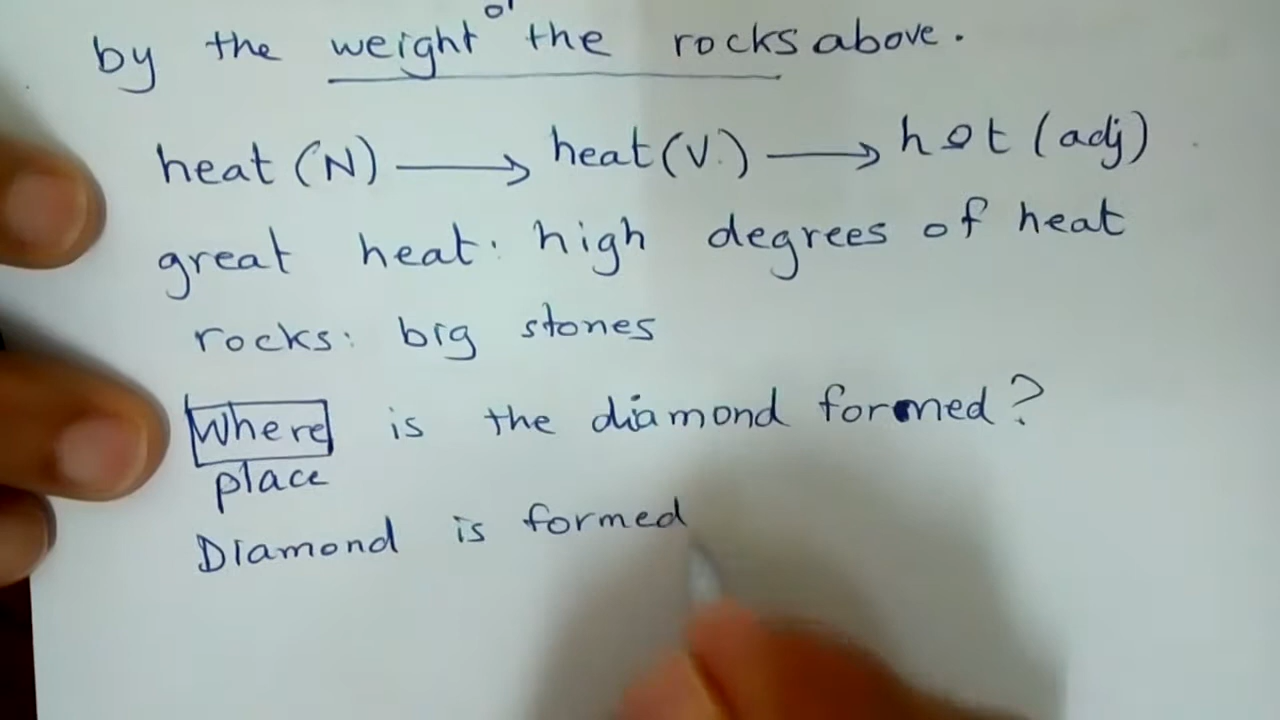 by the weight of the rocks above.
heat (N) → heat (V.) → hot (adj)
great heat: high degrees of heat
rocks: big stones
Where is the diamond formed?
place
Diamond is formed